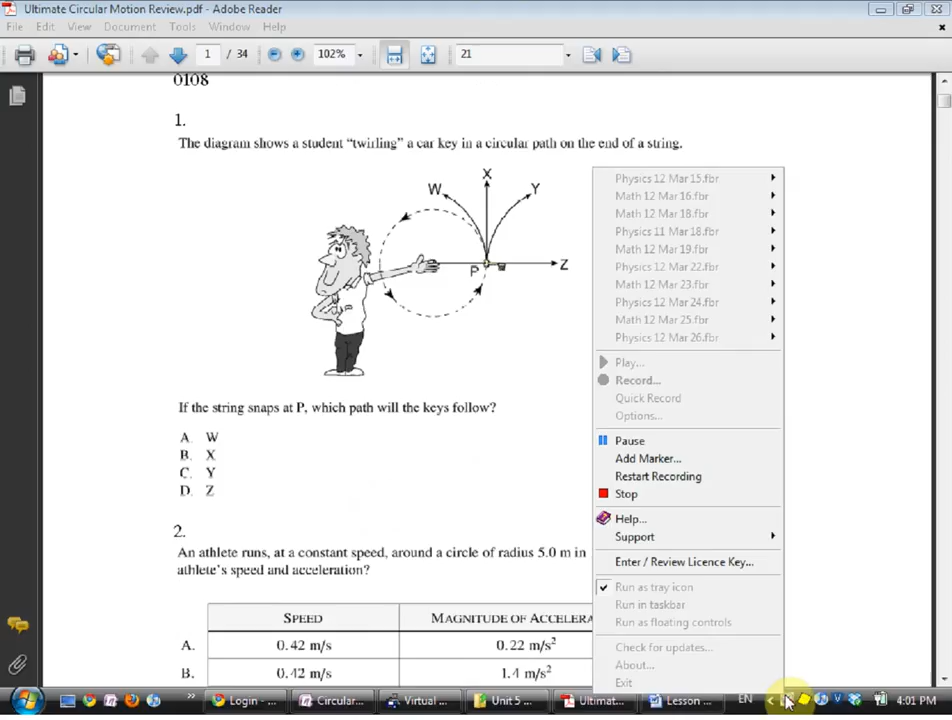 Ultimate Circular Motion Review.pdf - Adobe Reader
File Edit View Document Tools Window Help
1 / 34 102% 21
0108
1.
The diagram shows a student “twirling” a car key in a circular path on the end of a string.
X
W Y
P Z
If the string snaps at P, which path will the keys follow?
A. W
B. X
C. Y
D. Z
2.
An athlete runs, at a constant speed, around a circle of radius 5.0 m in
athlete's speed and acceleration?
SPEED MAGNITUDE OF ACCELERA
A. 0.42 m/s 0.22 m/s²
B. 0.42 m/s 1.4 m/s²
Physics 12 Mar 15.fbr
Math 12 Mar 16.fbr
Math 12 Mar 18.fbr
Physics 11 Mar 18.fbr
Math 12 Mar 19.fbr
Physics 12 Mar 22.fbr
Math 12 Mar 23.fbr
Physics 12 Mar 24.fbr
Math 12 Mar 25.fbr
Physics 12 Mar 26.fbr
Play...
Record...
Quick Record
Options...
Pause
Add Marker...
Restart Recording
Stop
Help...
Support
Enter / Review Licence Key...
Run as tray icon
Run in taskbar
Run as floating controls
Check for updates...
About...
Exit
Login - ... Circular... Virtual ... Unit 5 ... Ultimat... Lesson ... EN 4:01 PM